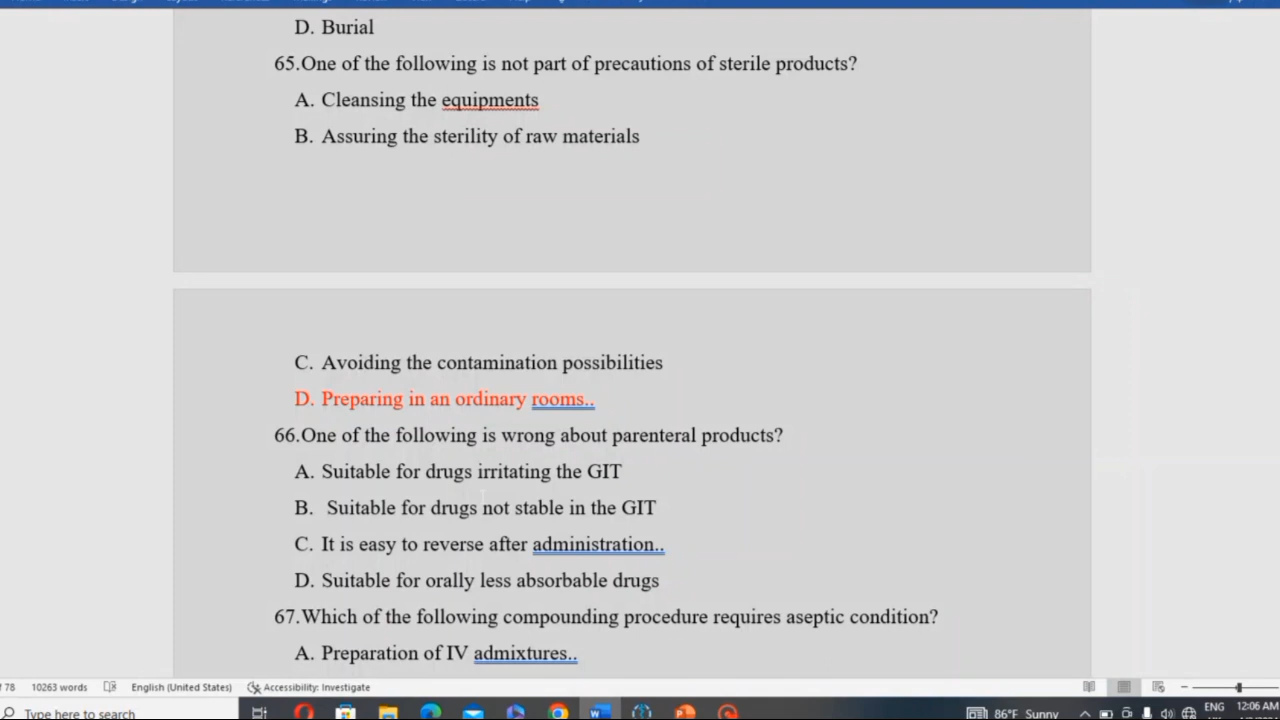 D. Burial
65.One of the following is not part of precautions of sterile products?
A. Cleansing the equipments
B. Assuring the sterility of raw materials
C. Avoiding the contamination possibilities
D. Preparing in an ordinary rooms..
66.One of the following is wrong about parenteral products?
A. Suitable for drugs irritating the GIT
B. Suitable for drugs not stable in the GIT
C. It is easy to reverse after administration..
D. Suitable for orally less absorbable drugs
67.Which of the following compounding procedure requires aseptic condition?
A. Preparation of IV admixtures..
78 10263 words English (United States) Accessibility: Investigate
Type here to search 86°F Sunny ENG 12:06 AM